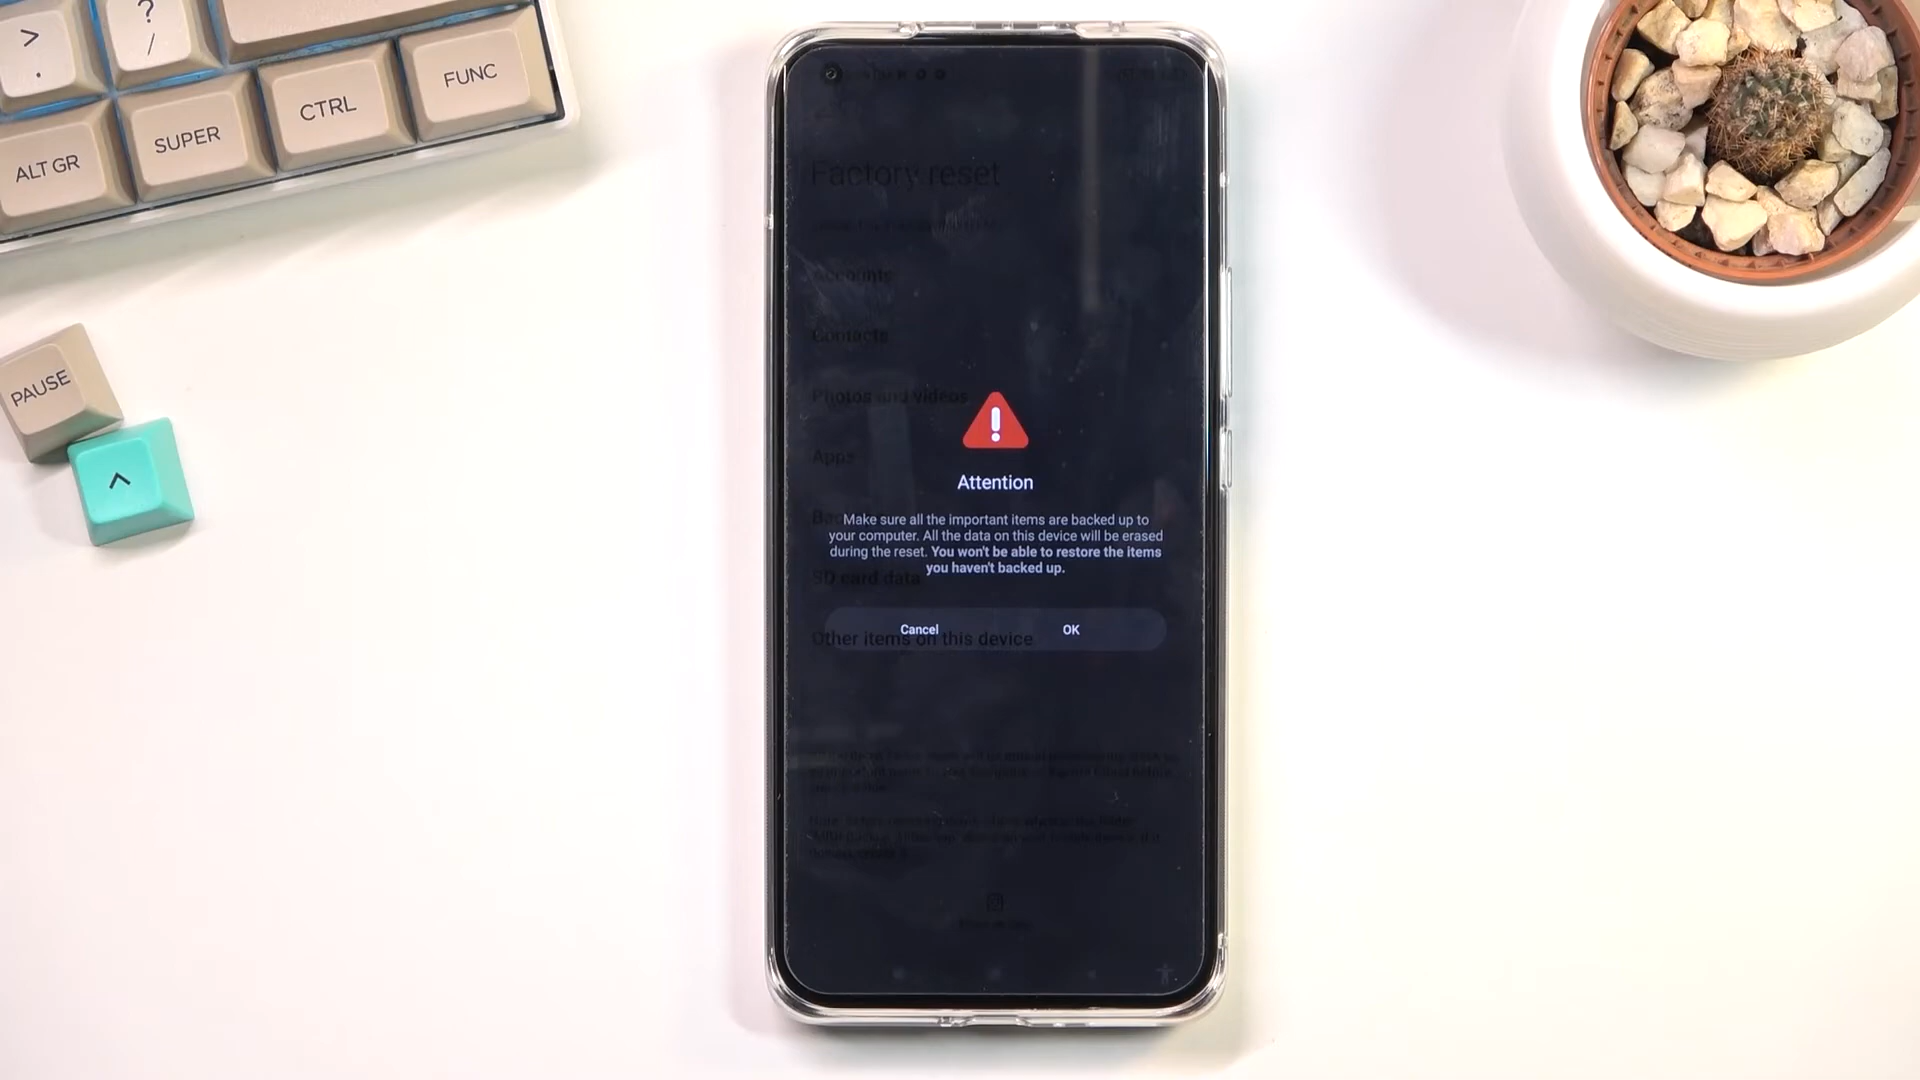 >
.
?
/
FUNC
CTRL
SUPER
ALT GR
PAUSE
^
Factory reset
Accounts
Contacts
Photos and videos
Apps
Attention
Make sure all the important items are backed up to
your computer. All the data on this device will be erased
during the reset. You won't be able to restore the items
you haven't backed up.
SD card data
Cancel
OK
Other items on this device